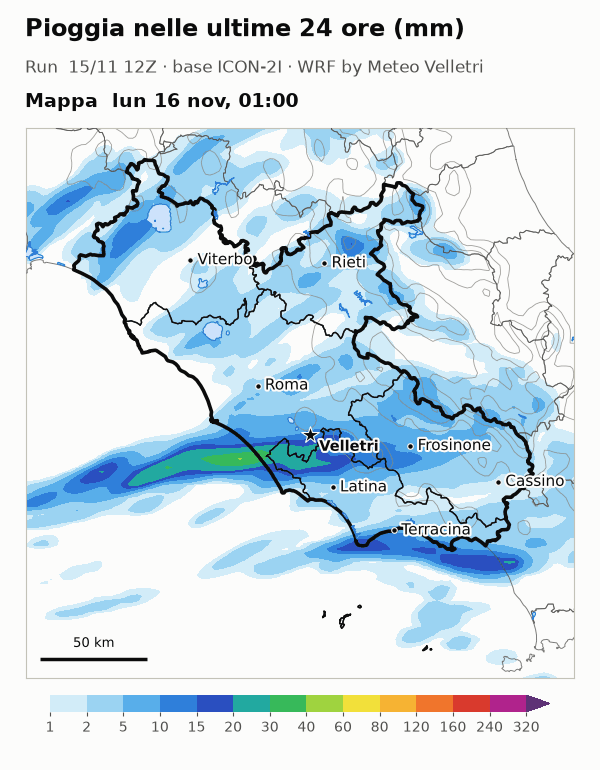 Pioggia nelle ultime 24 ore (mm)
Run  15/11 12Z · base ICON-2I · WRF by Meteo Velletri
Mappa  lun 16 nov, 01:00
Viterbo
Rieti
Roma
Velletri
Frosinone
Latina
Cassino
Terracina
50 km
1 2 5 10 15 20 30 40 60 80 120 160 240 320